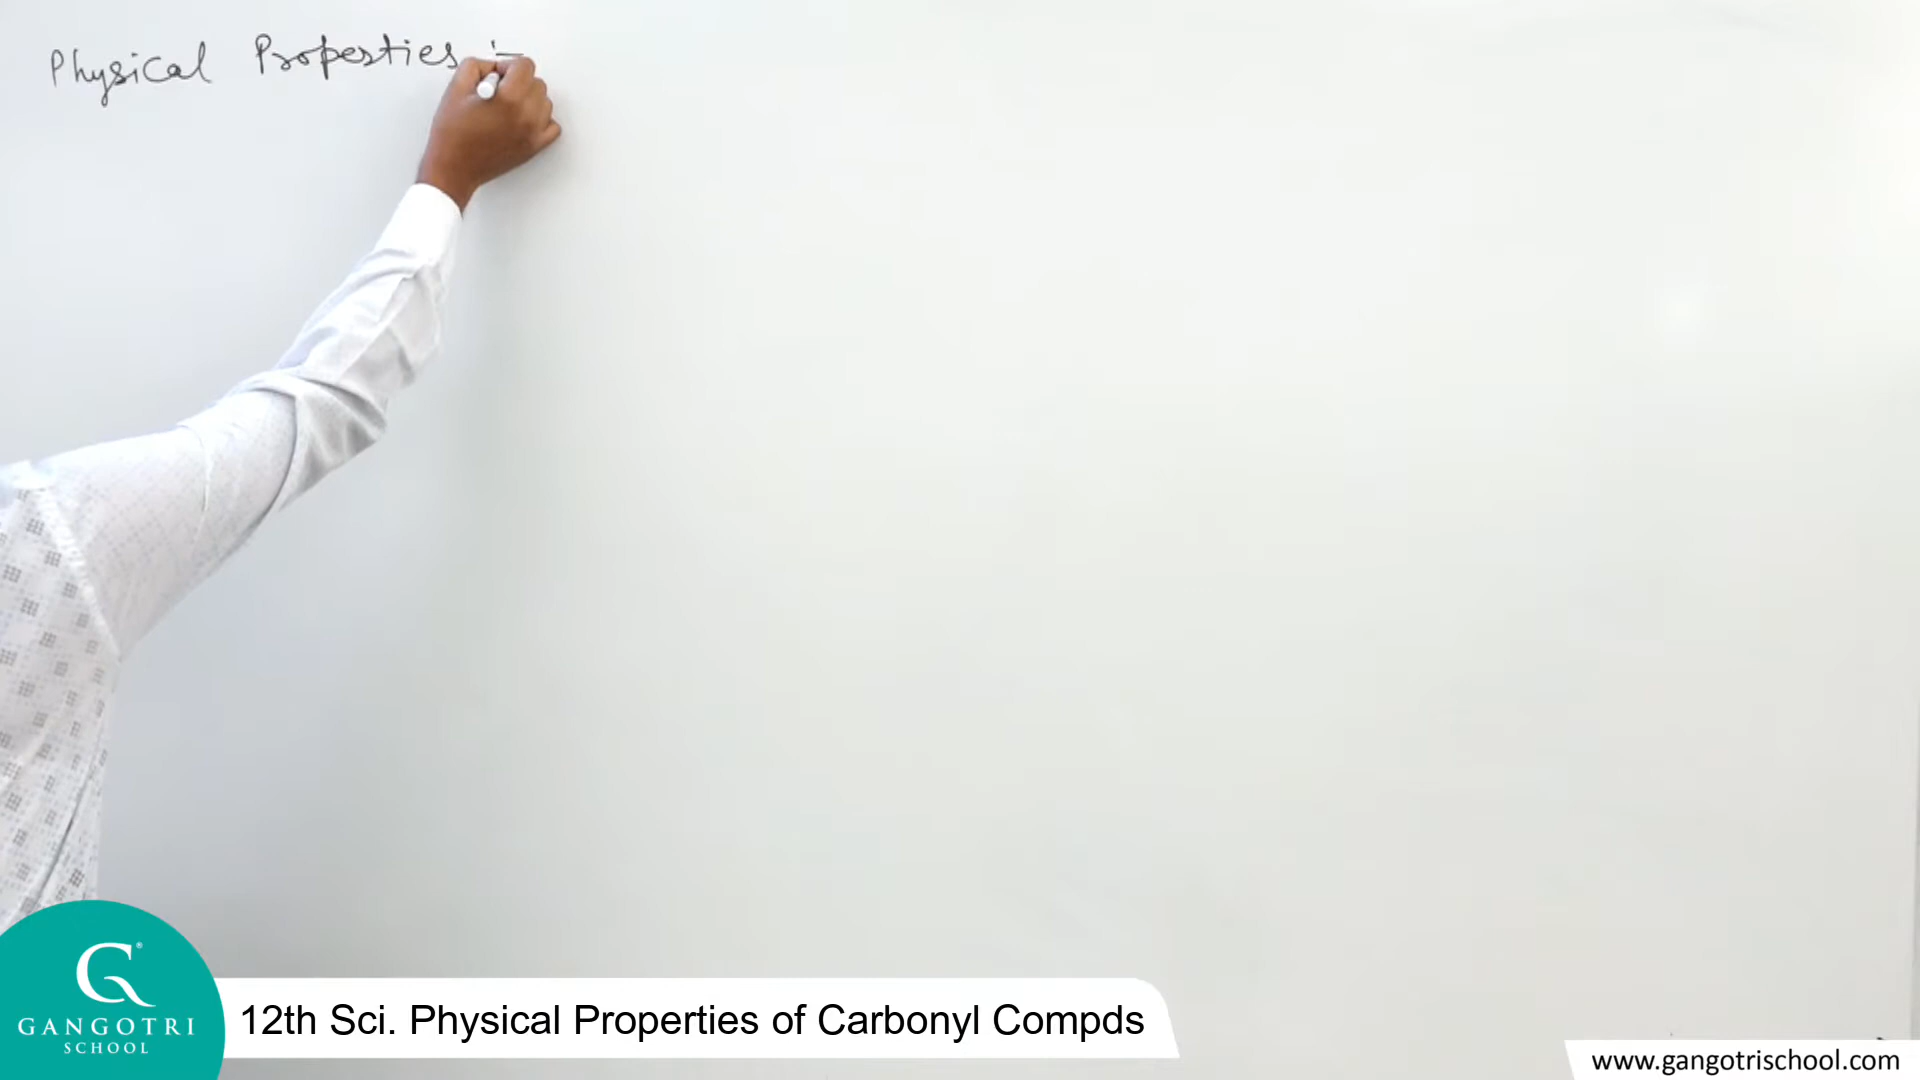 Physical Properties :-
G®
GANGOTRI
SCHOOL
12th Sci. Physical Properties of Carbonyl Compds
www.gangotrischool.com